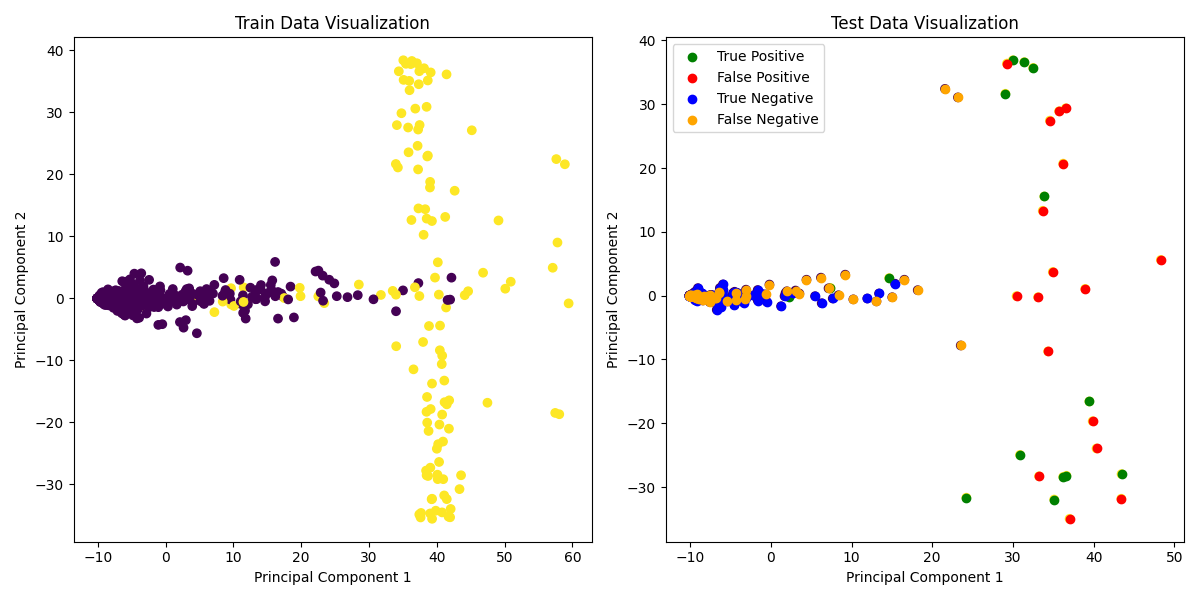 Train Data Visualization
Principal Component 2
40
30
20
10
0
−10
−20
−30
−10 0 10 20 30 40 50 60
Principal Component 1
Test Data Visualization
True Positive
False Positive
True Negative
False Negative
Principal Component 2
40
30
20
10
0
−10
−20
−30
−10 0 10 20 30 40 50
Principal Component 1